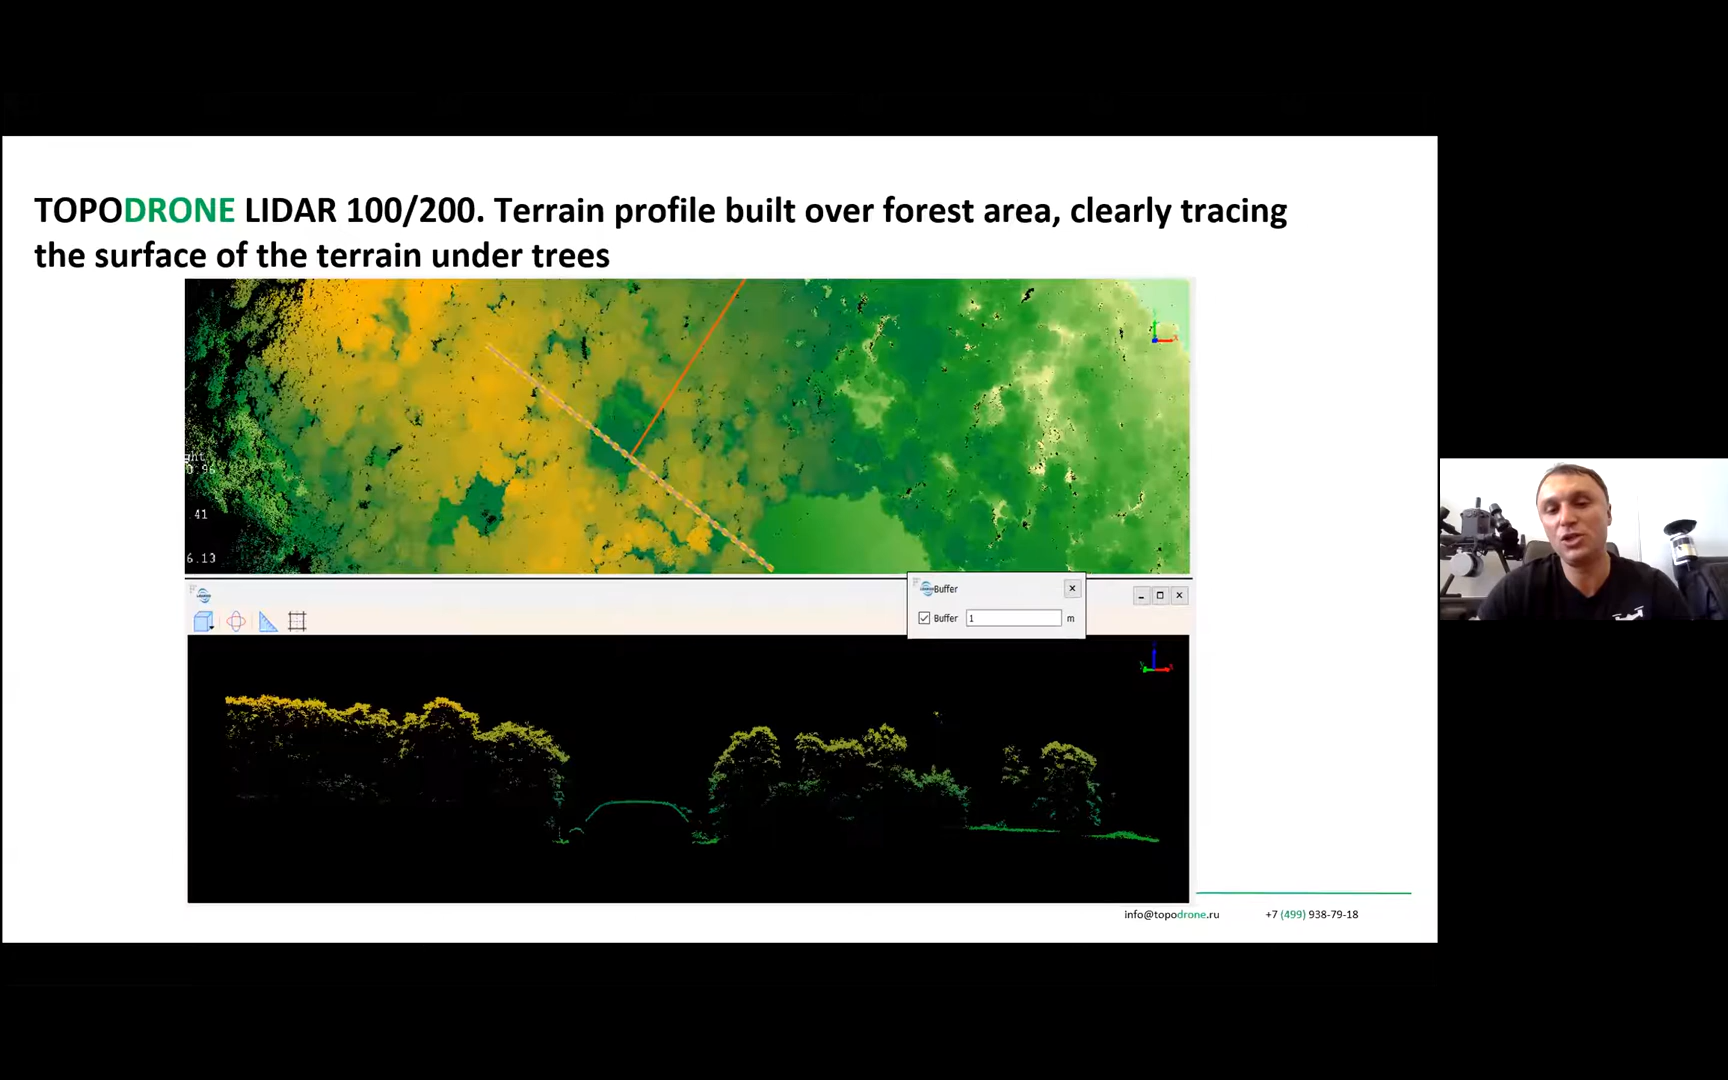 TOPODRONE LIDAR 100/200. Terrain profile built over forest area, clearly tracing
the surface of the terrain under trees
.41
6.13
Buffer
Buffer 1 m
info@topodrone.ru +7 (499) 938-79-18